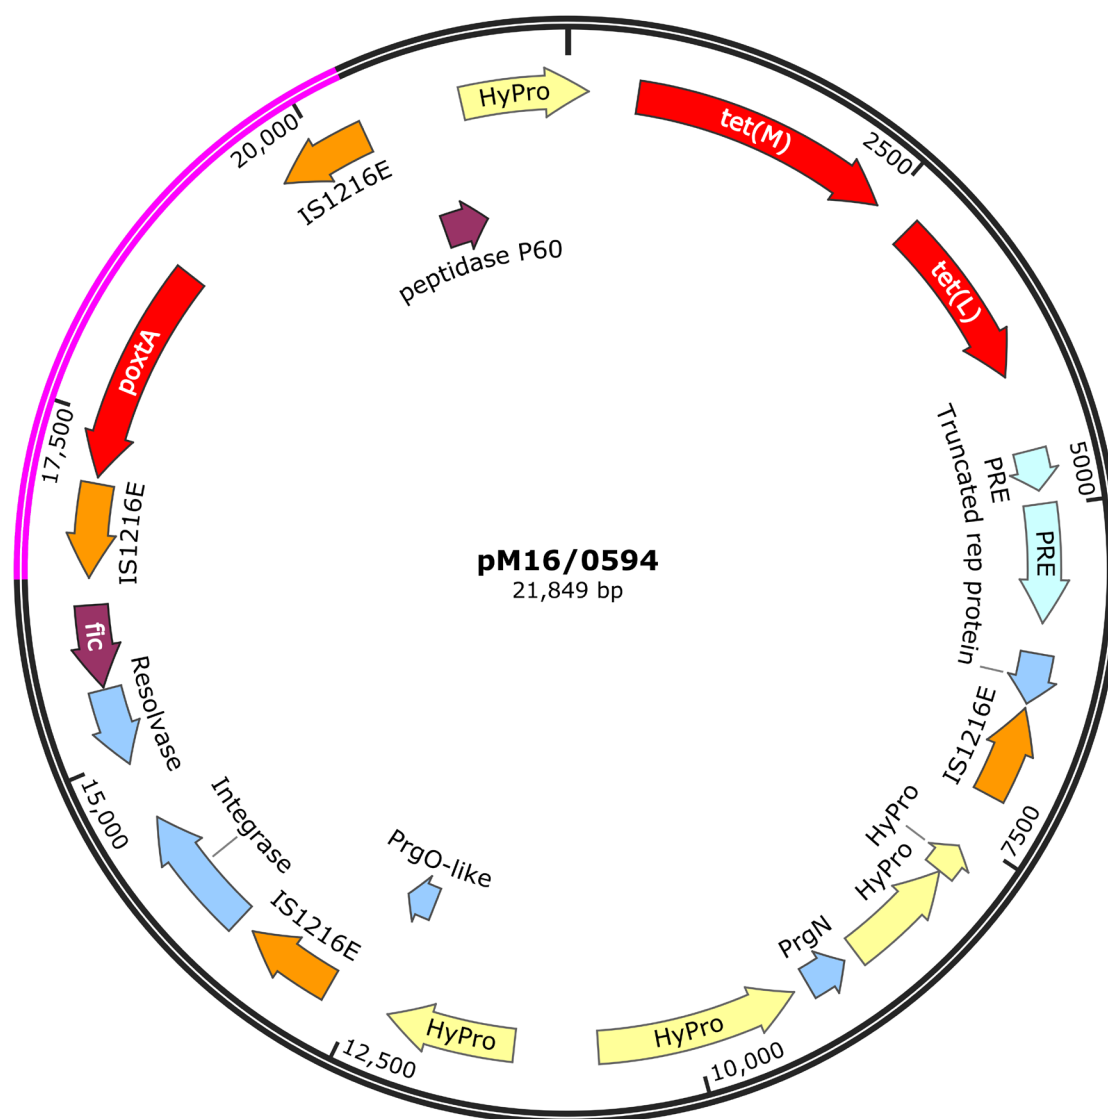 HyPro
tet(M)
2500
20,000
IS1216E
peptidase P60
tet(L)
poxtA
17,500
Truncated rep protein
PRE
5000
IS1216E
PRE
pM16/0594
21,849 bp
fic
Resolvase
IS1216E
HyPro
7500
15,000
Integrase
PrgO-like
HyPro
IS1216E
PrgN
HyPro
HyPro
12,500
10,000